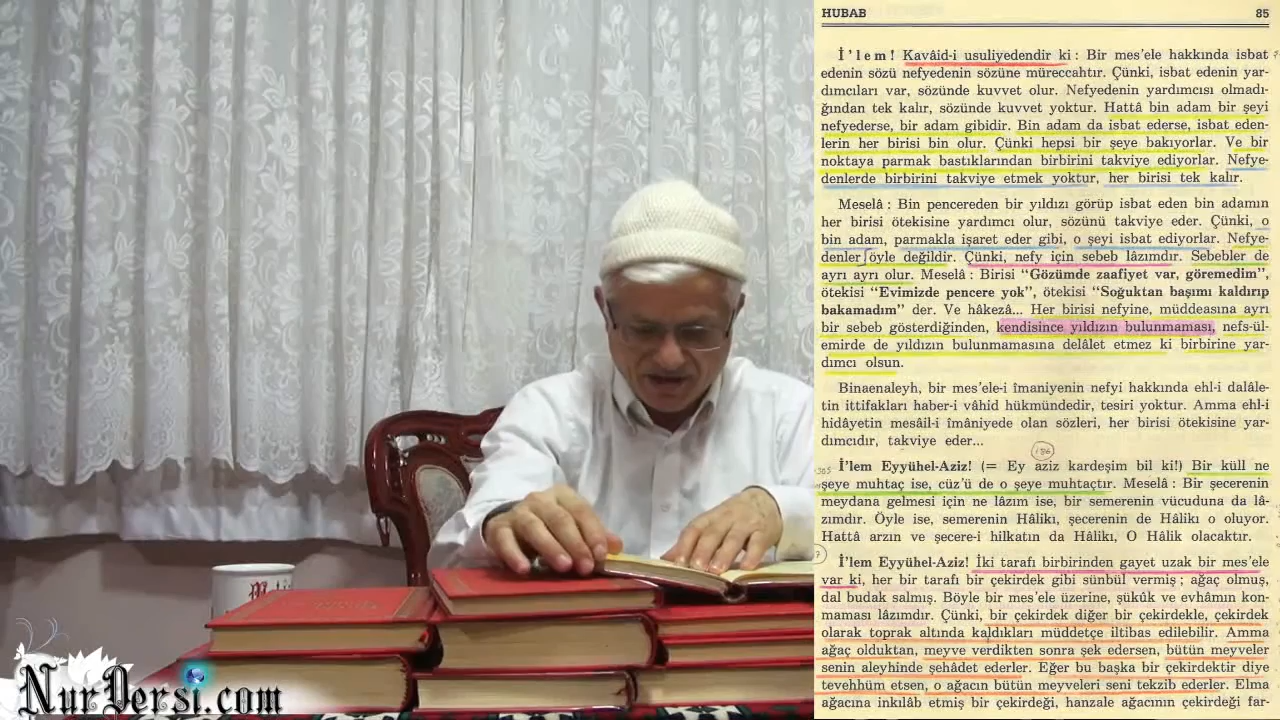 HUBAB 85
İ'lem! Kavâid-i usuliyedendir ki: Bir mes'ele hakkında isbat
edenin sözü nefyedenin sözüne müreccahtır. Çünki, isbat edenin yar-
dımcıları var, sözünde kuvvet olur. Nefyedenin yardımcısı olmadı-
ğından tek kalır, sözünde kuvvet yoktur. Hattâ bin adam bir şeyi
nefyederse, bir adam gibidir. Bin adam da isbat ederse, isbat eden-
lerin her birisi bin olur. Çünki hepsi bir şeye bakıyorlar. Ve bir
noktaya parmak bastıklarından birbirini takviye ediyorlar. Nefye-
denlerde birbirini takviye etmek yoktur, her birisi tek kalır.
Meselâ: Bin pencereden bir yıldızı görüp isbat eden bin adamın
her birisi ötekisine yardımcı olur, sözünü takviye eder. Çünki, o
bin adam, parmakla işaret eder gibi, o şeyi isbat ediyorlar. Nefye-
denler öyle değildir. Çünki, nefy için sebeb lâzımdır. Sebebler de
ayrı ayrı olur. Meselâ: Birisi "Gözümde zaafiyet var, göremedim",
ötekisi "Evimizde pencere yok", ötekisi "Soğuktan başımı kaldırıp
bakamadım" der. Ve hâkezâ... Her birisi nefyine, müddeasına ayrı
bir sebeb gösterdiğinden, kendisince yıldızın bulunmaması, nefs-ül-
emirde de yıldızın bulunmamasına delâlet etmez ki birbirine yar-
dımcı olsun.
Binaenaleyh, bir mes'ele-i îmaniyenin nefyi hakkında ehl-i dalâle-
tin ittifakları haber-i vâhid hükmündedir, tesiri yoktur. Amma ehl-i
hidâyetin mesâil-i îmâniyede olan sözleri, her birisi ötekisine yar-
dımcıdır, takviye eder...
İ'lem Eyyühel-Aziz! (= Ey aziz kardeşim bil ki!) Bir küll ne
şeye muhtaç ise, cüz'ü de o şeye muhtaçtır. Meselâ: Bir şecerenin
meydana gelmesi için ne lâzım ise, bir semerenin vücuduna da lâ-
zımdır. Öyle ise, semerenin Hâlikı, şecerenin de Hâlikı o oluyor.
Hattâ arzın ve şecere-i hilkatın da Hâlikı, O Hâlik olacaktır.
İ'lem Eyyühel-Aziz! İki tarafı birbirinden gayet uzak bir mes'ele
var ki, her bir tarafı bir çekirdek gibi sünbül vermiş; ağaç olmuş,
dal budak salmış. Böyle bir mes'ele üzerine, şükûk ve evhâmın kon-
maması lâzımdır. Çünki, bir çekirdek diğer bir çekirdekle, çekirdek
olarak toprak altında kaldıkları müddetçe iltibas edilebilir. Amma
ağaç olduktan, meyve verdikten sonra şek edersen, bütün meyveler
senin aleyhinde şehâdet ederler. Eğer bu başka bir çekirdektir diye
tevehhüm etsen, o ağacın bütün meyveleri seni tekzib ederler. Elma
ağacına inkılâb etmiş bir çekirdeği, hanzale ağacının çekirdeği far-
NurDersi.com